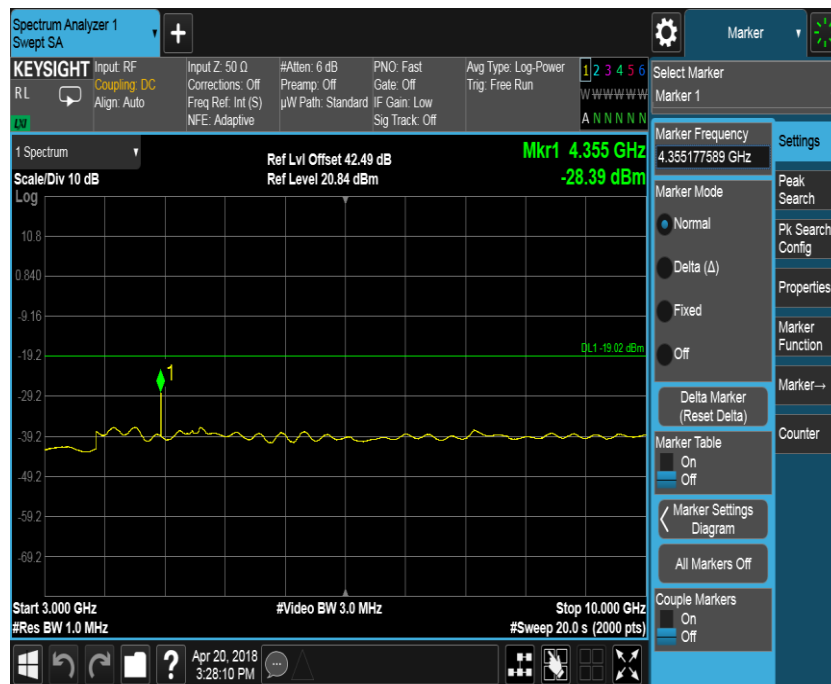 Spectrum Analyzer 1
Swept SA
+
Marker
KEYSIGHT
RL
LXI
Input: RF
Coupling: DC
Align: Auto
Input Z: 50 Ω
Corrections: Off
Freq Ref: Int (S)
NFE: Adaptive
#Atten: 6 dB
Preamp: Off
µW Path: Standard
PNO: Fast
Gate: Off
IF Gain: Low
Sig Track: Off
Avg Type: Log-Power
Trig: Free Run
1 2 3 4 5 6
W W W W W W
A N N N N N
Select Marker
Marker 1
1 Spectrum
Scale/Div 10 dB
Log
Ref Lvl Offset 42.49 dB
Ref Level 20.84 dBm
Mkr1 4.355 GHz
-28.39 dBm
10.8
0.840
-9.16
-19.2
-29.2
-39.2
-49.2
-59.2
-69.2
DL1 -19.02 dBm
1
Start 3.000 GHz
#Res BW 1.0 MHz
#Video BW 3.0 MHz
Stop 10.000 GHz
#Sweep 20.0 s (2000 pts)
Marker Frequency
4.355177589 GHz
Marker Mode
Normal
Delta (Δ)
Fixed
Off
Delta Marker
(Reset Delta)
Marker Table
On
Off
Marker Settings
Diagram
All Markers Off
Couple Markers
On
Off
Settings
Peak
Search
Pk Search
Config
Properties
Marker
Function
Marker→
Counter
?
Apr 20, 2018
3:28:10 PM